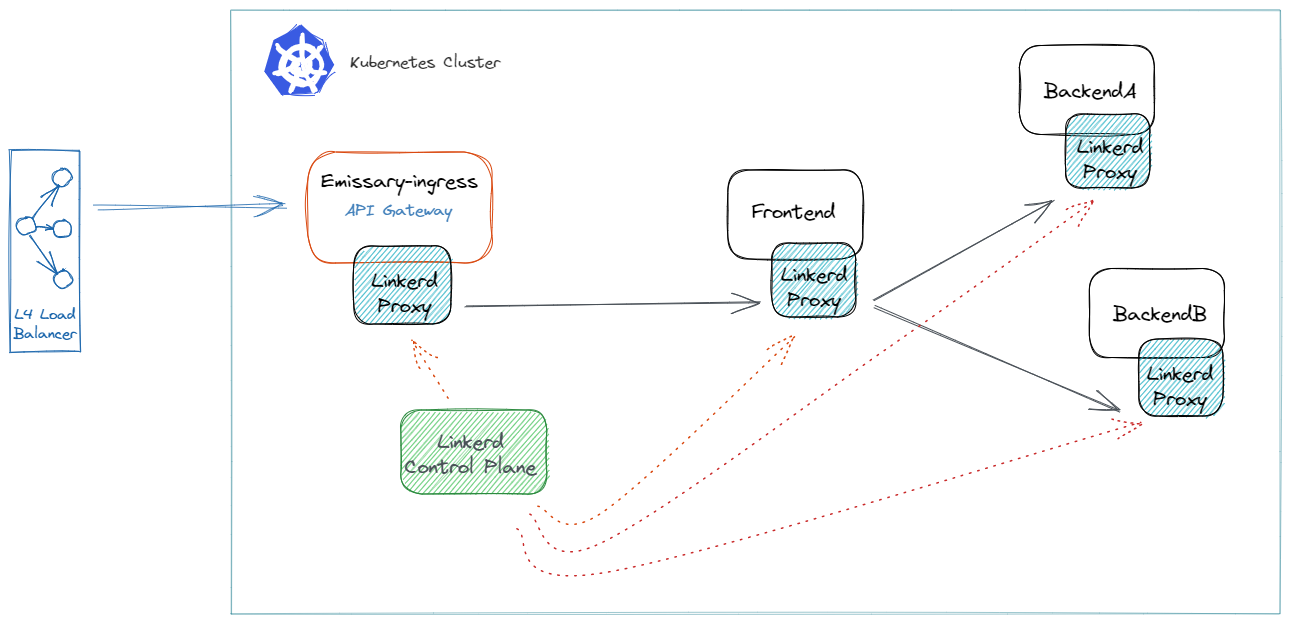 Kubernetes Cluster
L4 Load
Balancer
Emissary-ingress
API Gateway
Linkerd
Proxy
Linkerd
Control Plane
Frontend
Linkerd
Proxy
BackendA
Linkerd
Proxy
BackendB
Linkerd
Proxy